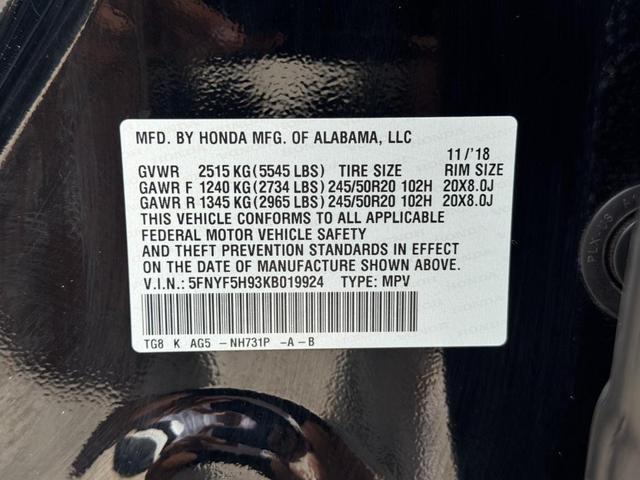 MFD. BY HONDA MFG. OF ALABAMA, LLC
11/'18
GVWR 2515 KG (5545 LBS) TIRE SIZE RIM SIZE
GAWR F 1240 KG (2734 LBS) 245/50R20 102H 20X8.0J
GAWR R 1345 KG (2965 LBS) 245/50R20 102H 20X8.0J
THIS VEHICLE CONFORMS TO ALL APPLICABLE
FEDERAL MOTOR VEHICLE SAFETY
AND THEFT PREVENTION STANDARDS IN EFFECT
ON THE DATE OF MANUFACTURE SHOWN ABOVE.
V.I.N.: 5FNYF5H93KB019924 TYPE: MPV
TG8 K AG5 -NH731P -A-B